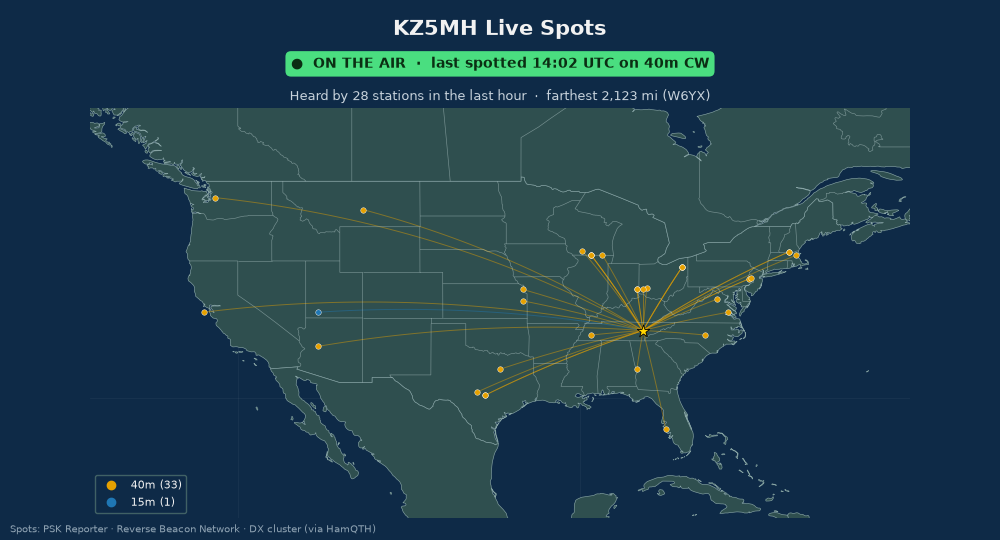 KZ5MH Live Spots
● ON THE AIR · last spotted 14:02 UTC on 40m CW
Heard by 28 stations in the last hour · farthest 2,123 mi (W6YX)
40m (33)
15m (1)
Spots: PSK Reporter · Reverse Beacon Network · DX cluster (via HamQTH)